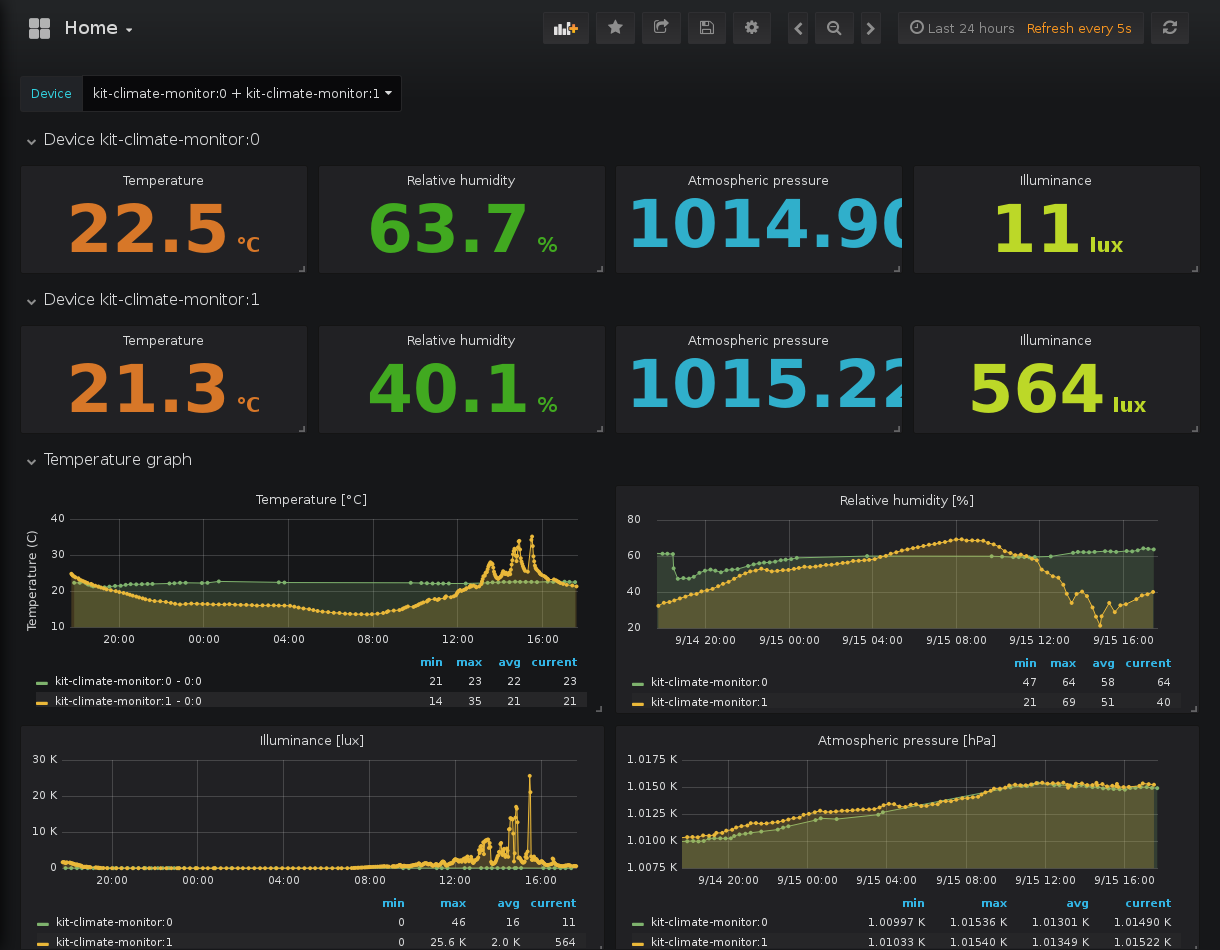 Home
Last 24 hours Refresh every 5s
Device kit-climate-monitor:0 + kit-climate-monitor:1
Device kit-climate-monitor:0
Temperature Relative humidity Atmospheric pressure Illuminance
22.5 °C 63.7 % 1014.90 11 lux
Device kit-climate-monitor:1
Temperature Relative humidity Atmospheric pressure Illuminance
21.3 °C 40.1 % 1015.22 564 lux
Temperature graph
Temperature [°C]
Temperature (C)
40
30
20
10
20:00 00:00 04:00 08:00 12:00 16:00
min max avg current
kit-climate-monitor:0 - 0:0 21 23 22 23
kit-climate-monitor:1 - 0:0 14 35 21 21
Relative humidity [%]
80
60
40
20
9/14 20:00 9/15 00:00 9/15 04:00 9/15 08:00 9/15 12:00 9/15 16:00
min max avg current
kit-climate-monitor:0 47 64 58 64
kit-climate-monitor:1 21 69 51 40
Illuminance [lux]
30 K
20 K
10 K
0
20:00 00:00 04:00 08:00 12:00 16:00
min max avg current
kit-climate-monitor:0 0 46 16 11
kit-climate-monitor:1 0 25.6 K 2.0 K 564
Atmospheric pressure [hPa]
1.0175 K
1.0150 K
1.0125 K
1.0100 K
1.0075 K
9/14 20:00 9/15 00:00 9/15 04:00 9/15 08:00 9/15 12:00 9/15 16:00
min max avg current
kit-climate-monitor:0 1.00997 K 1.01536 K 1.01301 K 1.01490 K
kit-climate-monitor:1 1.01033 K 1.01540 K 1.01349 K 1.01522 K